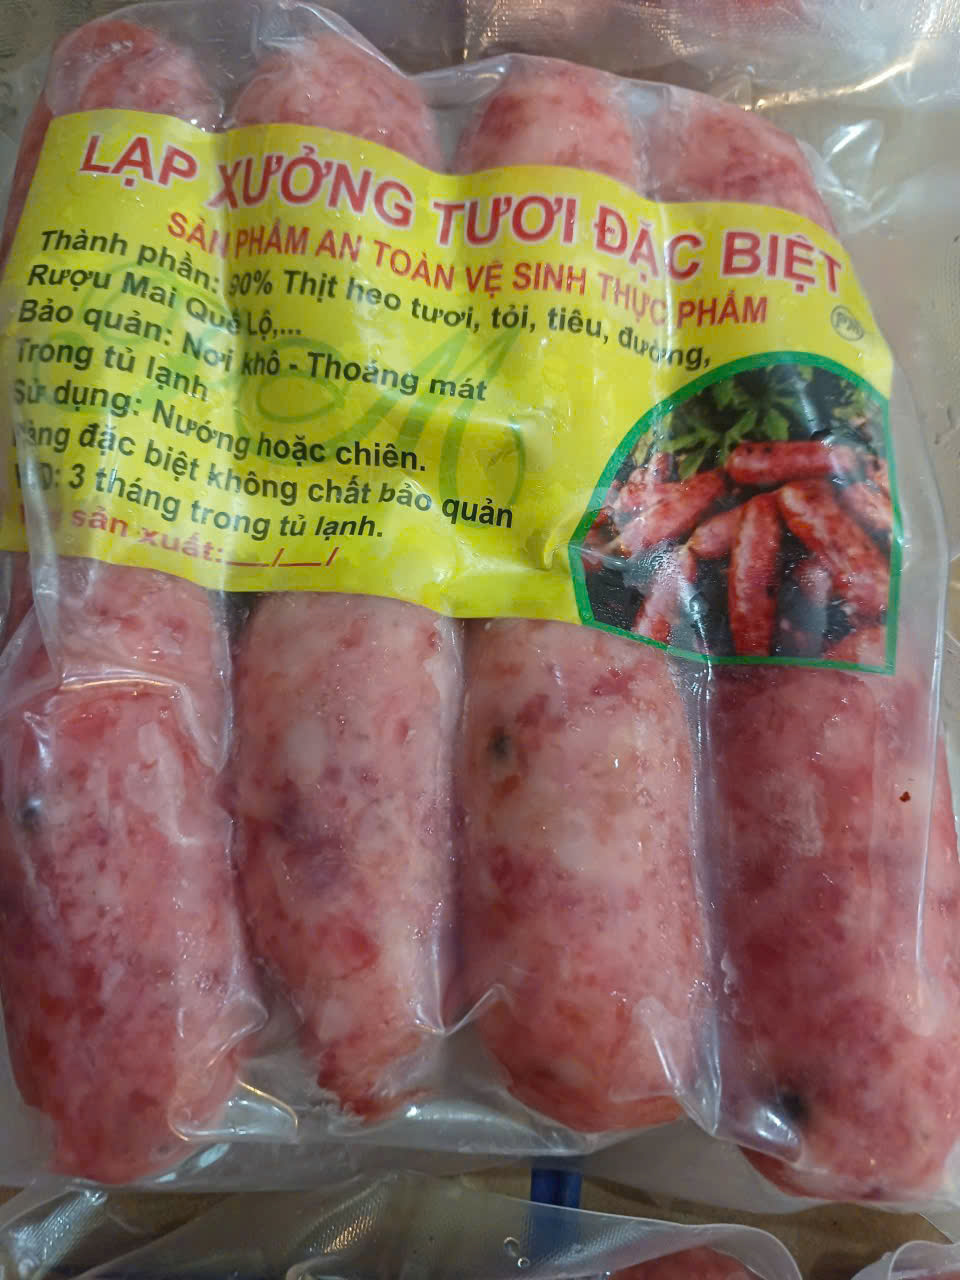 LẠP XƯỞNG TƯƠI ĐẶC BIỆT
SẢN PHẨM AN TOÀN VỆ SINH THỰC PHẨM
Thành phần: 90% Thịt heo tươi, tỏi, tiêu, đường,
Rượu Mai Quế Lộ,...
Bảo quản: Nơi khô - Thoáng mát
Trong tủ lạnh
Sử dụng: Nướng hoặc chiên.
Hàng đặc biệt không chất bảo quản
HSD: 3 tháng trong tủ lạnh.
sản xuất:__/__/